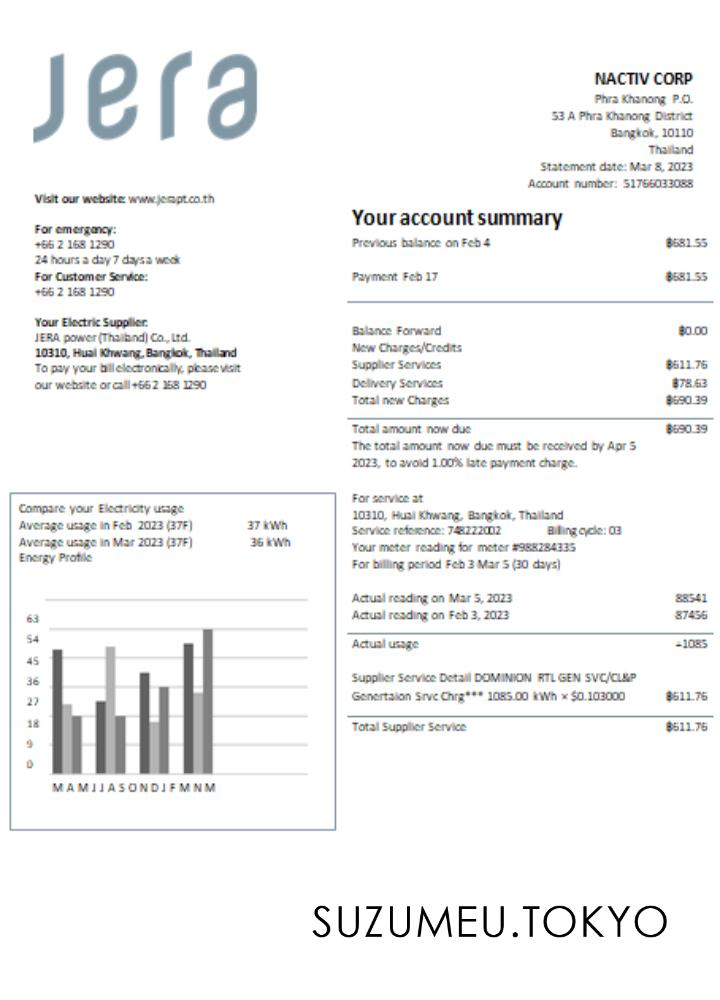 Jera
NACTIV CORP
Phra Khanong P.O.
53 A Phra Khanong District
Bangkok, 10110
Thailand
Statement date: Mar 8, 2023
Account number: 51766033088
Visit our website: www.jerapt.co.th
For emergency:
+66 2 168 1290
24 hours a day 7 days a week
For Customer Service:
+66 2 168 1290
Your Electric Supplier:
JERA power (Thailand) Co., Ltd.
10310, Huai Khwang, Bangkok, Thailand
To pay your bill electronically, please visit
our website or call +66 2 168 1290
Your account summary
Previous balance on Feb 4 ฿681.55
Payment Feb 17 ฿681.55
Balance Forward ฿0.00
New Charges/Credits
Supplier Services ฿611.76
Delivery Services ฿78.63
Total new Charges ฿690.39
Total amount now due ฿690.39
The total amount now due must be received by Apr 5
2023, to avoid 1.00% late payment charge.
For service at
10310, Huai Khwang, Bangkok, Thailand
Service reference: 748222002 Billing cycle: 03
Your meter reading for meter #988284335
For billing period Feb 3 Mar 5 (30 days)
Actual reading on Mar 5, 2023 88541
Actual reading on Feb 3, 2023 87456
Actual usage -1085
Supplier Service Detail DOMINION RTL GEN SVC/CL&P
Genertaion Srvc Chrg*** 1085.00 kWh × $0.103000 ฿611.76
Total Supplier Service ฿611.76
Compare your Electricity usage
Average usage in Feb 2023 (37F) 37 kWh
Average usage in Mar 2023 (37F) 36 kWh
Energy Profile
63
54
45
36
27
18
9
0
M A M J J A S O N D J F M N M
SUZUMEU.TOKYO